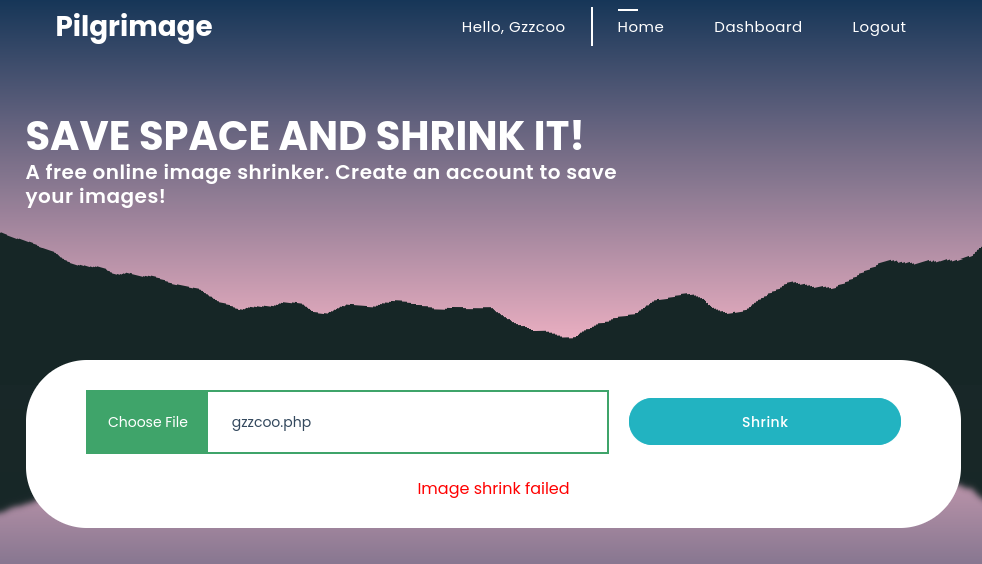 Pilgrimage
Hello, Gzzcoo
Home
Dashboard
Logout
SAVE SPACE AND SHRINK IT!
A free online image shrinker. Create an account to save
your images!
Choose File
gzzcoo.php
Shrink
Image shrink failed